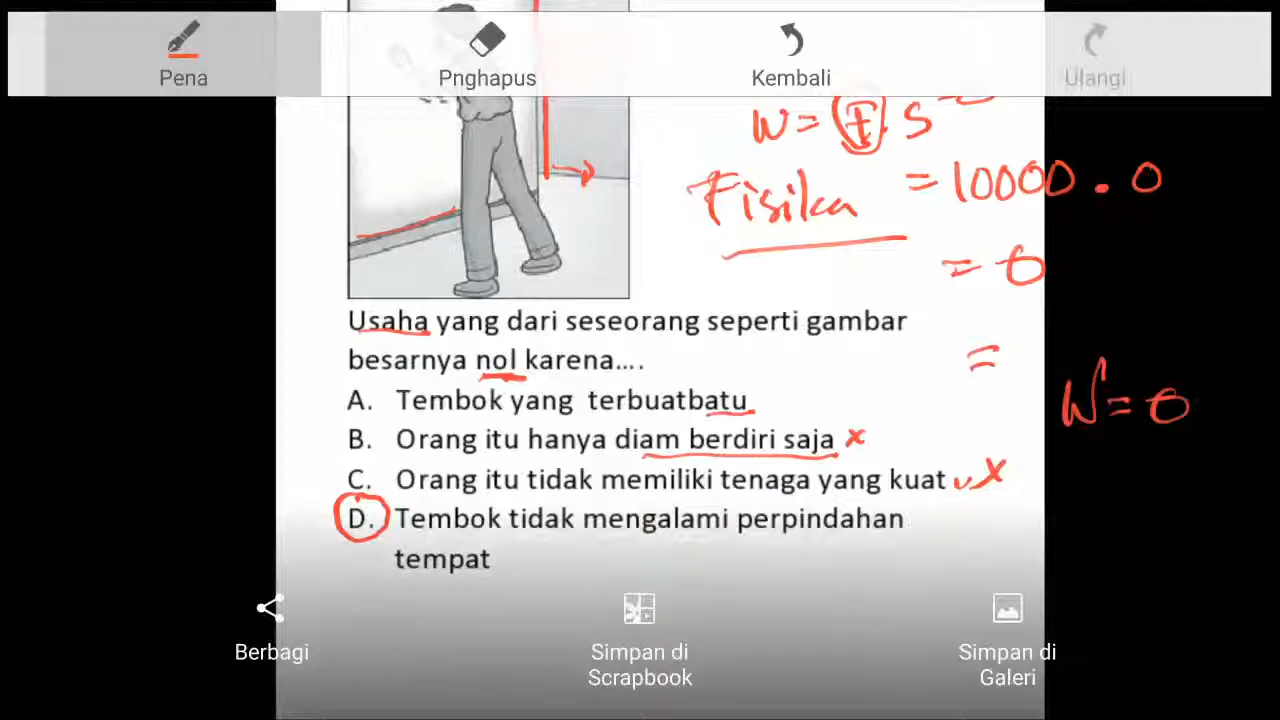 Pena
Pnghapus
Kembali
Ulangi
W = F . S
Fisika
= 10000 . 0
= 0
Usaha yang dari seseorang seperti gambar
besarnya nol karena....
=
W = 0
A. Tembok yang terbuatbatu
B. Orang itu hanya diam berdiri saja x
C. Orang itu tidak memiliki tenaga yang kuat x
D. Tembok tidak mengalami perpindahan
tempat
Berbagi
Simpan di
Scrapbook
Simpan di
Galeri